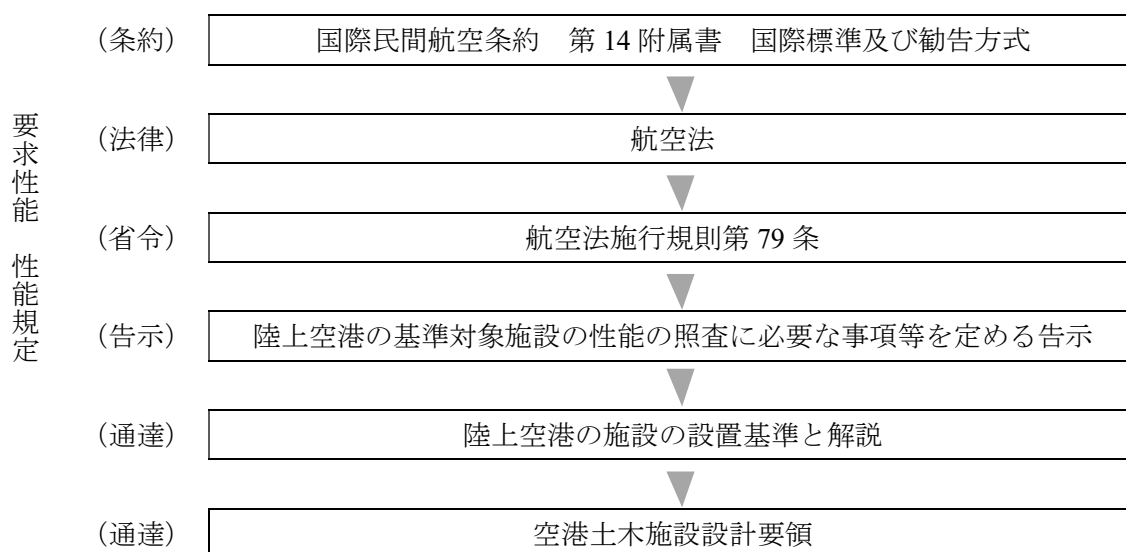 (条約) 国際民間航空条約 第 14 附属書 国際標準及び勧告方式
要求性能 性能規定
(法律) 航空法
(省令) 航空法施行規則第 79 条
(告示) 陸上空港の基準対象施設の性能の照査に必要な事項等を定める告示
(通達) 陸上空港の施設の設置基準と解説
(通達) 空港土木施設設計要領